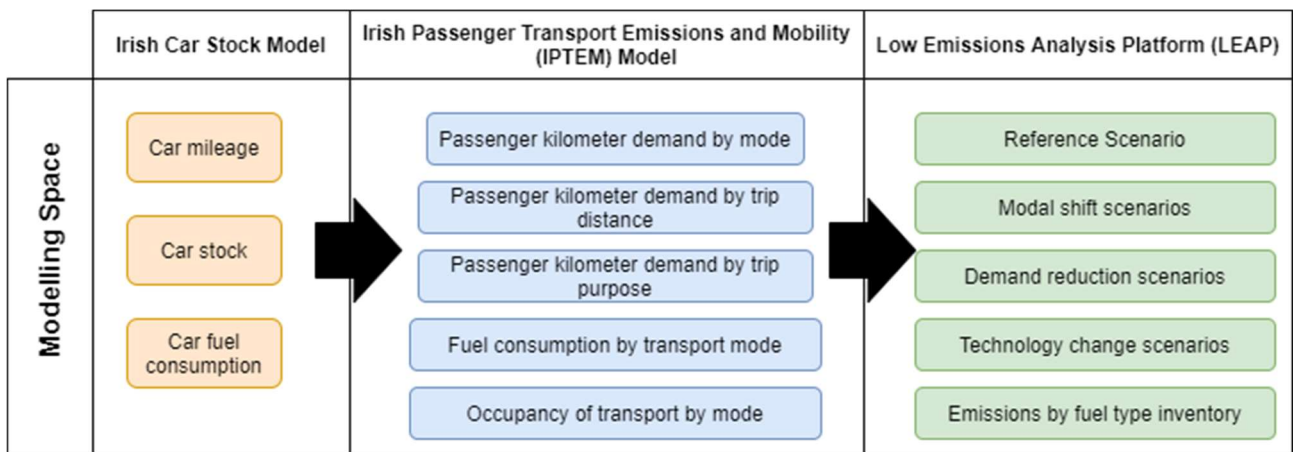 Irish Car Stock Model
Irish Passenger Transport Emissions and Mobility
(IPTEM) Model
Low Emissions Analysis Platform (LEAP)
Modelling Space
Car mileage
Car stock
Car fuel
consumption
Passenger kilometer demand by mode
Passenger kilometer demand by trip
distance
Passenger kilometer demand by trip
purpose
Fuel consumption by transport mode
Occupancy of transport by mode
Reference Scenario
Modal shift scenarios
Demand reduction scenarios
Technology change scenarios
Emissions by fuel type inventory